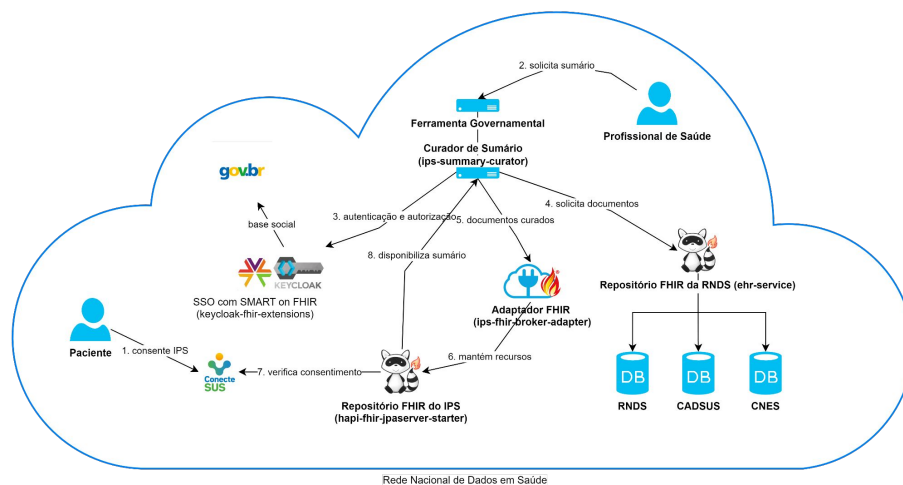 2. solicita sumário
Ferramenta Governamental
Profissional de Saúde
Curador de Sumário
(ips-summary-curator)
gov.br
4. solicita documentos
3. autenticação e autorização
5. documentos curados
base social
8. disponibiliza sumário
KEYCLOAK
SSO com SMART on FHIR
(keycloak-fhir-extensions)
Repositório FHIR da RNDS (ehr-service)
Adaptador FHIR
(ips-fhir-broker-adapter)
Paciente
1. consente IPS
6. mantém recursos
Conecte
SUS
7. verifica consentimento
DB
DB
DB
Repositório FHIR do IPS
(hapi-fhir-jpaserver-starter)
RNDS
CADSUS
CNES
Rede Nacional de Dados em Saúde